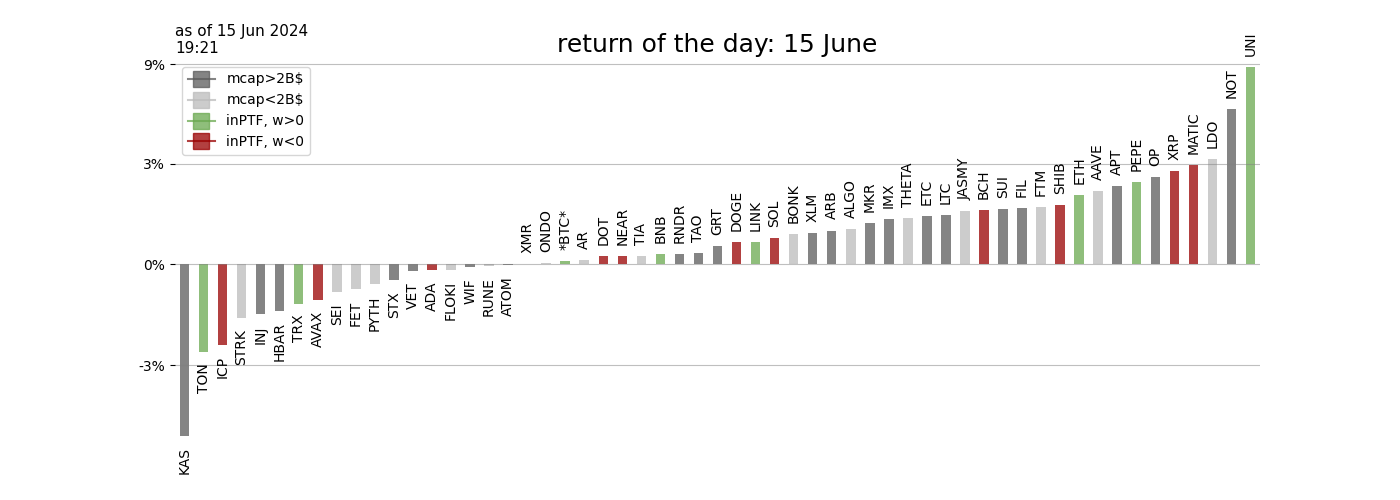 as of 15 Jun 2024
19:21
return of the day: 15 June
9%
3%
0%
-3%
mcap>2B$
mcap<2B$
inPTF, w>0
inPTF, w<0
KAS
TON
ICP
STRK
INJ
HBAR
TRX
AVAX
SEI
FET
PYTH
STX
VET
ADA
FLOKI
WIF
RUNE
ATOM
XMR
ONDO
*BTC*
AR
DOT
NEAR
TIA
BNB
RNDR
TAO
GRT
DOGE
LINK
SOL
BONK
XLM
ARB
ALGO
MKR
IMX
THETA
ETC
LTC
JASMY
BCH
SUI
FIL
FTM
SHIB
ETH
AAVE
APT
PEPE
OP
XRP
MATIC
LDO
NOT
UNI